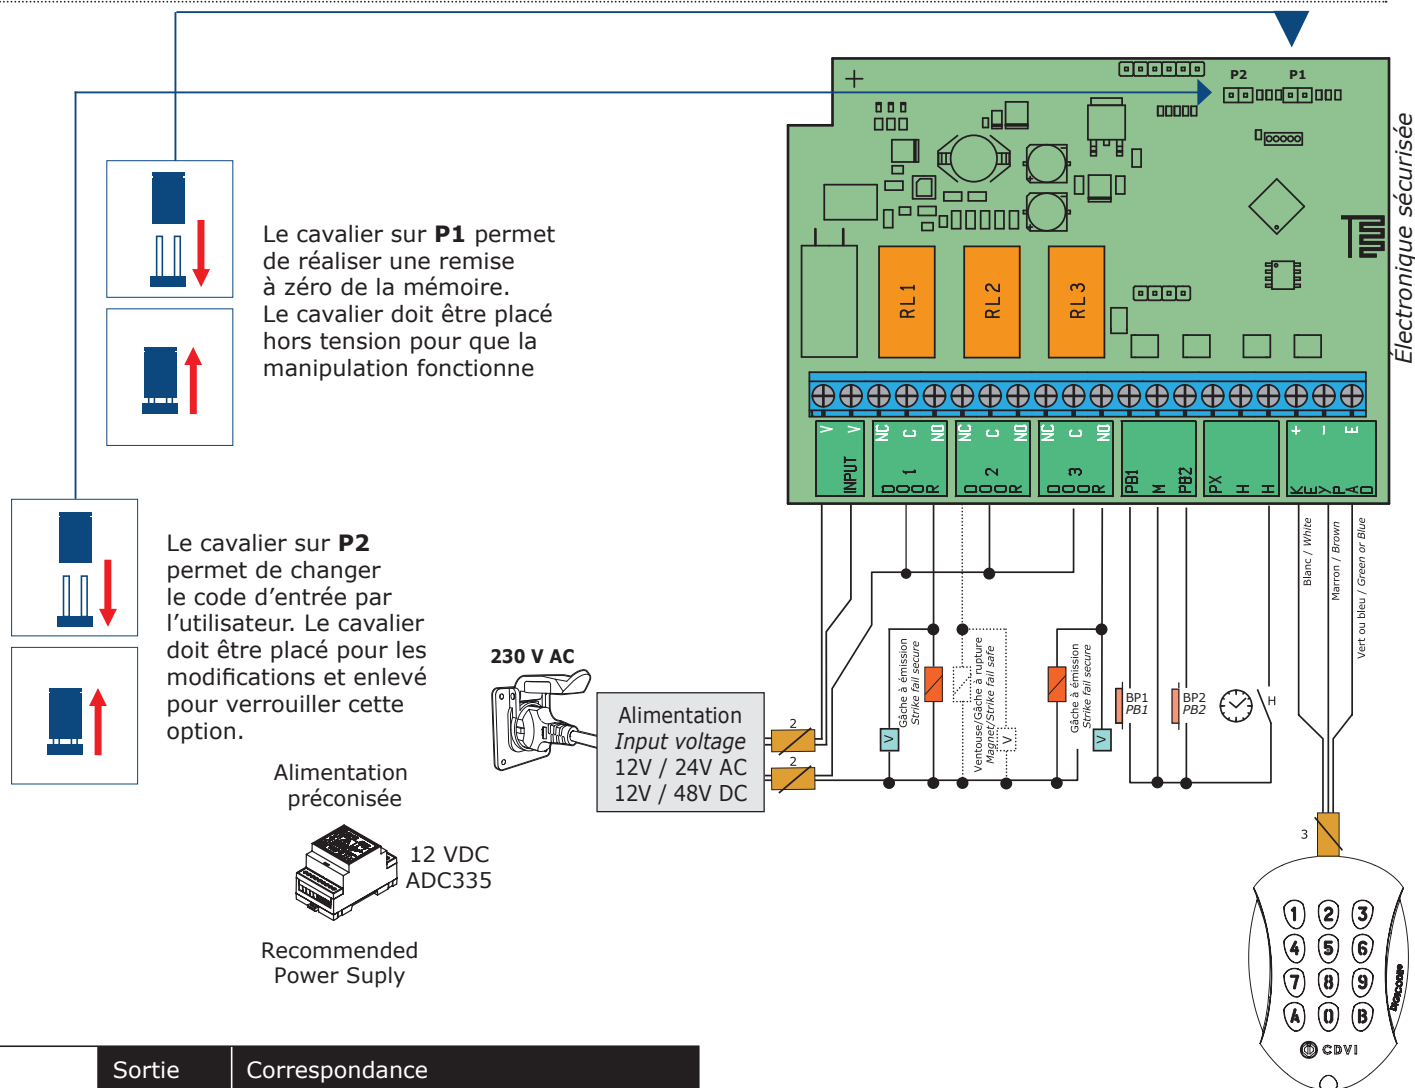 P2 P1
Électronique sécurisée
Le cavalier sur P1 permet
de réaliser une remise
à zéro de la mémoire.
Le cavalier doit être placé
hors tension pour que la
manipulation fonctionne
RL1
RL2
RL3
V V NC C NO NC C NO NC C NO + - E
INPUT
DOOR 1
DOOR 2
DOOR 3
PB1 M PB2
PX H H
KEYPAD
Le cavalier sur P2
permet de changer
le code d'entrée par
l'utilisateur. Le cavalier
doit être placé pour les
modifications et enlevé
pour verrouiller cette
option.
Blanc / White
Marron / Brown
Vert ou bleu / Green or Blue
230 V AC
Alimentation
Input voltage
12V / 24V AC
12V / 48V DC
2
2
V
Gâche à émission
Strike fail secure
Ventouse/Gâche à rupture
Magnet/Strike fail safe
V
Gâche à émission
Strike fail secure
V
BP1
PB1
BP2
PB2
H
3
Alimentation
préconisée
12 VDC
ADC335
Recommended
Power Suply
1 2 3
4 5 6
7 8 9
A 0 B
DIGICODE®
CDVI
Sortie Correspondance